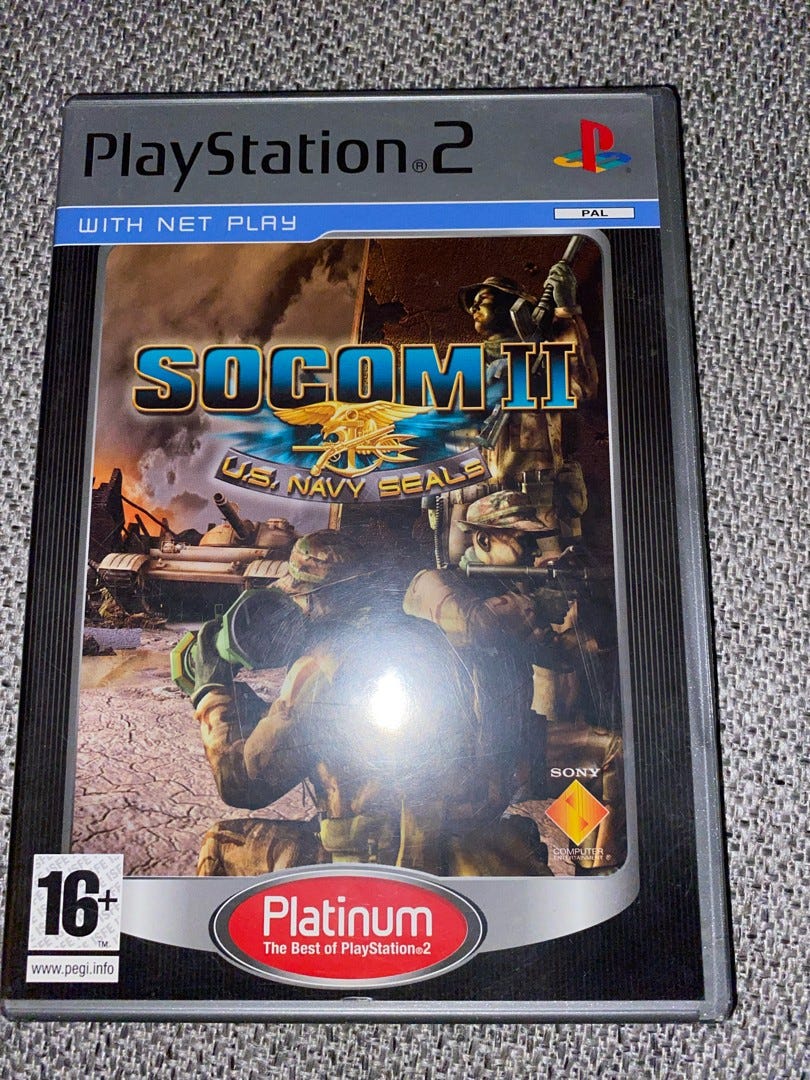 PlayStation®2
WITH NET PLAY
PAL
SOCOM II
U.S. NAVY SEALS
SONY
COMPUTER
ENTERTAINMENT®
16+
TM
www.pegi.info
Platinum
The Best of PlayStation®2